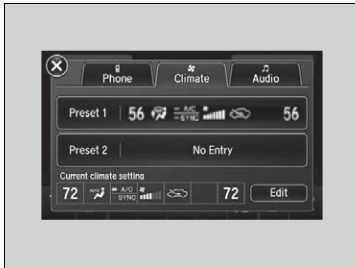 Phone Climate Audio
Preset 1 56 A/C SYNC 56
Preset 2 No Entry
Current climate setting
72 AUTO A/C SYNC 72 Edit